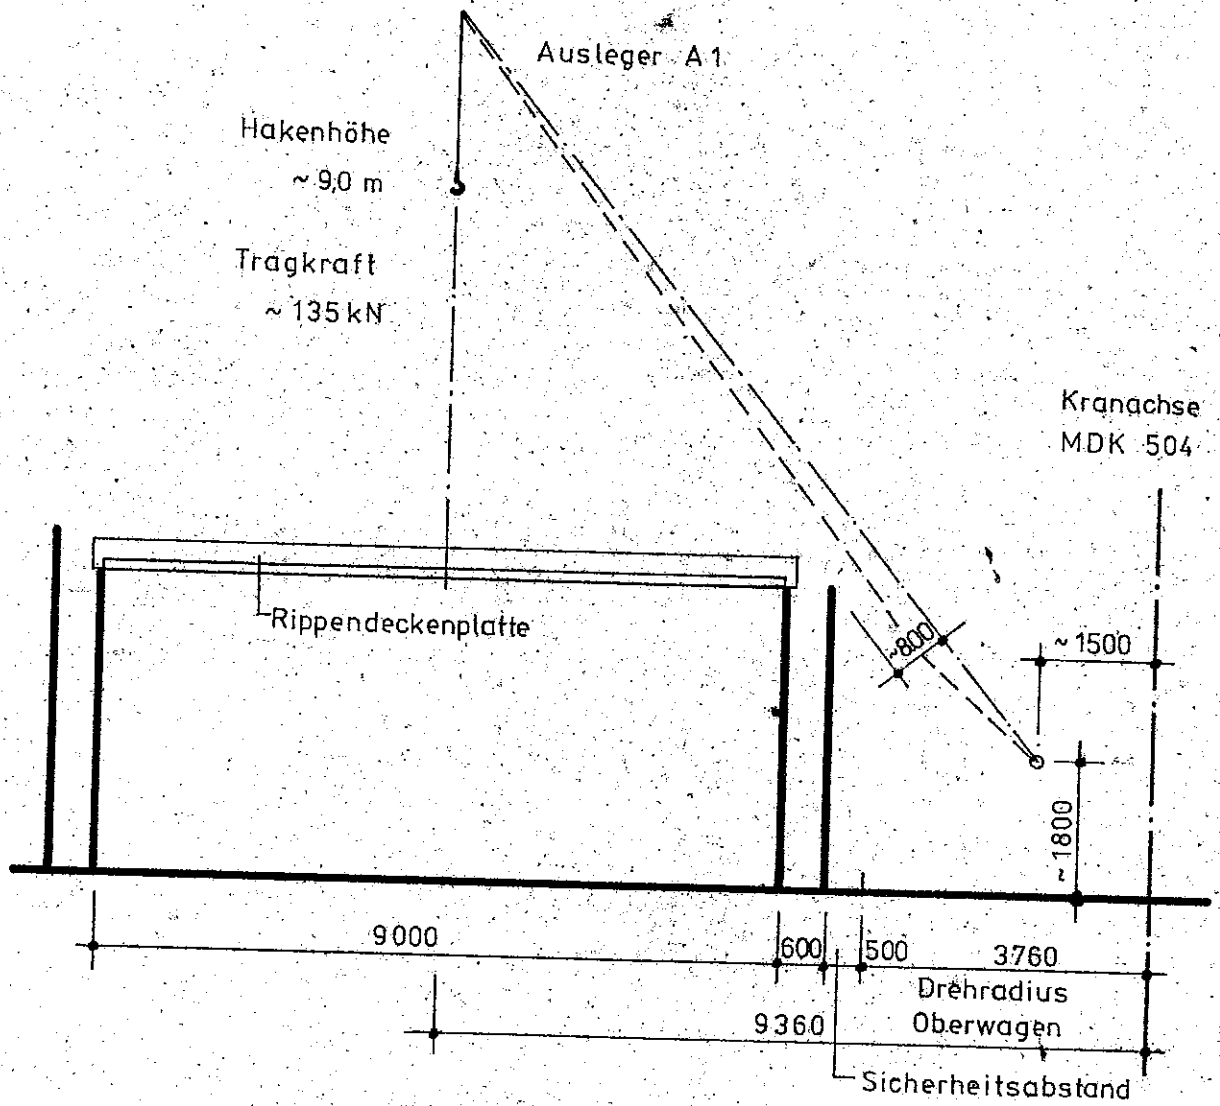 Ausleger A1
Hakenhöhe
~ 9,0 m
Tragkraft
~ 135 kN
Kranachse
MDK 504
Rippendeckenplatte
~800
~ 1500
~ 1800
9000
600
500
3760
Drehradius
Oberwagen
9360
Sicherheitsabstand